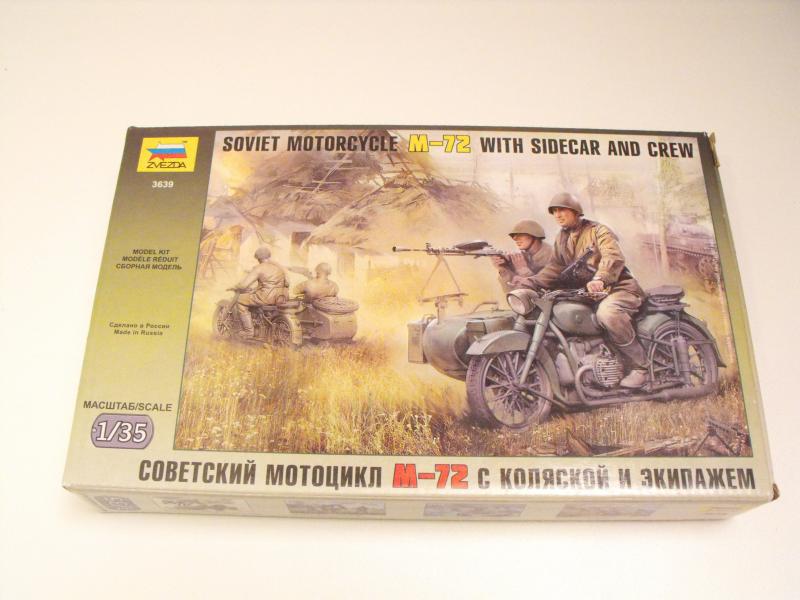 SOVIET MOTORCYCLE M-72 WITH SIDECAR AND CREW
ZVEZDA
3639
MODEL KIT
MODÈLE RÉDUIT
СБОРНАЯ МОДЕЛЬ
Сделано в России
Made in Russia
МАСШТАБ/SCALE
1/35
СОВЕТСКИЙ МОТОЦИКЛ М-72 С КОЛЯСКОЙ И ЭКИПАЖЕМ